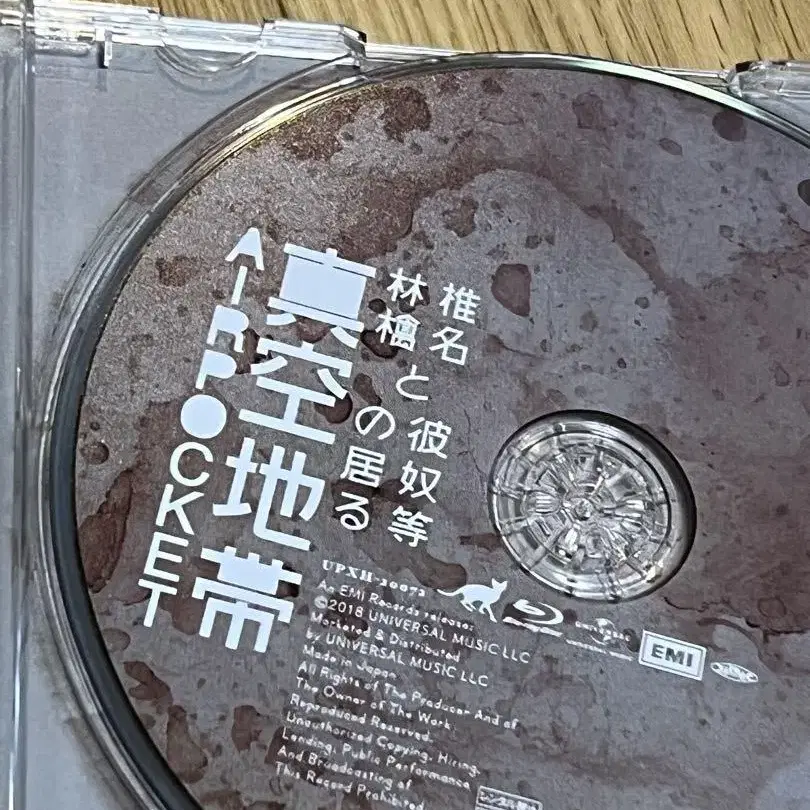 椎名
林檎と彼奴等
の居る
真空地帯
AIRPOCKET
UPXH-20072
An EMI Records release;
©2018 UNIVERSAL MUSIC LLC
Marketed & Distributed
by UNIVERSAL MUSIC LLC
Made in Japan
All Rights of The Producer And of
The Owner of The Work
Reproduced Reserved.
Unauthorized Copying, Hiring,
Lending, Public Performance
And Broadcasting of
This Record Prohibited.
EMI